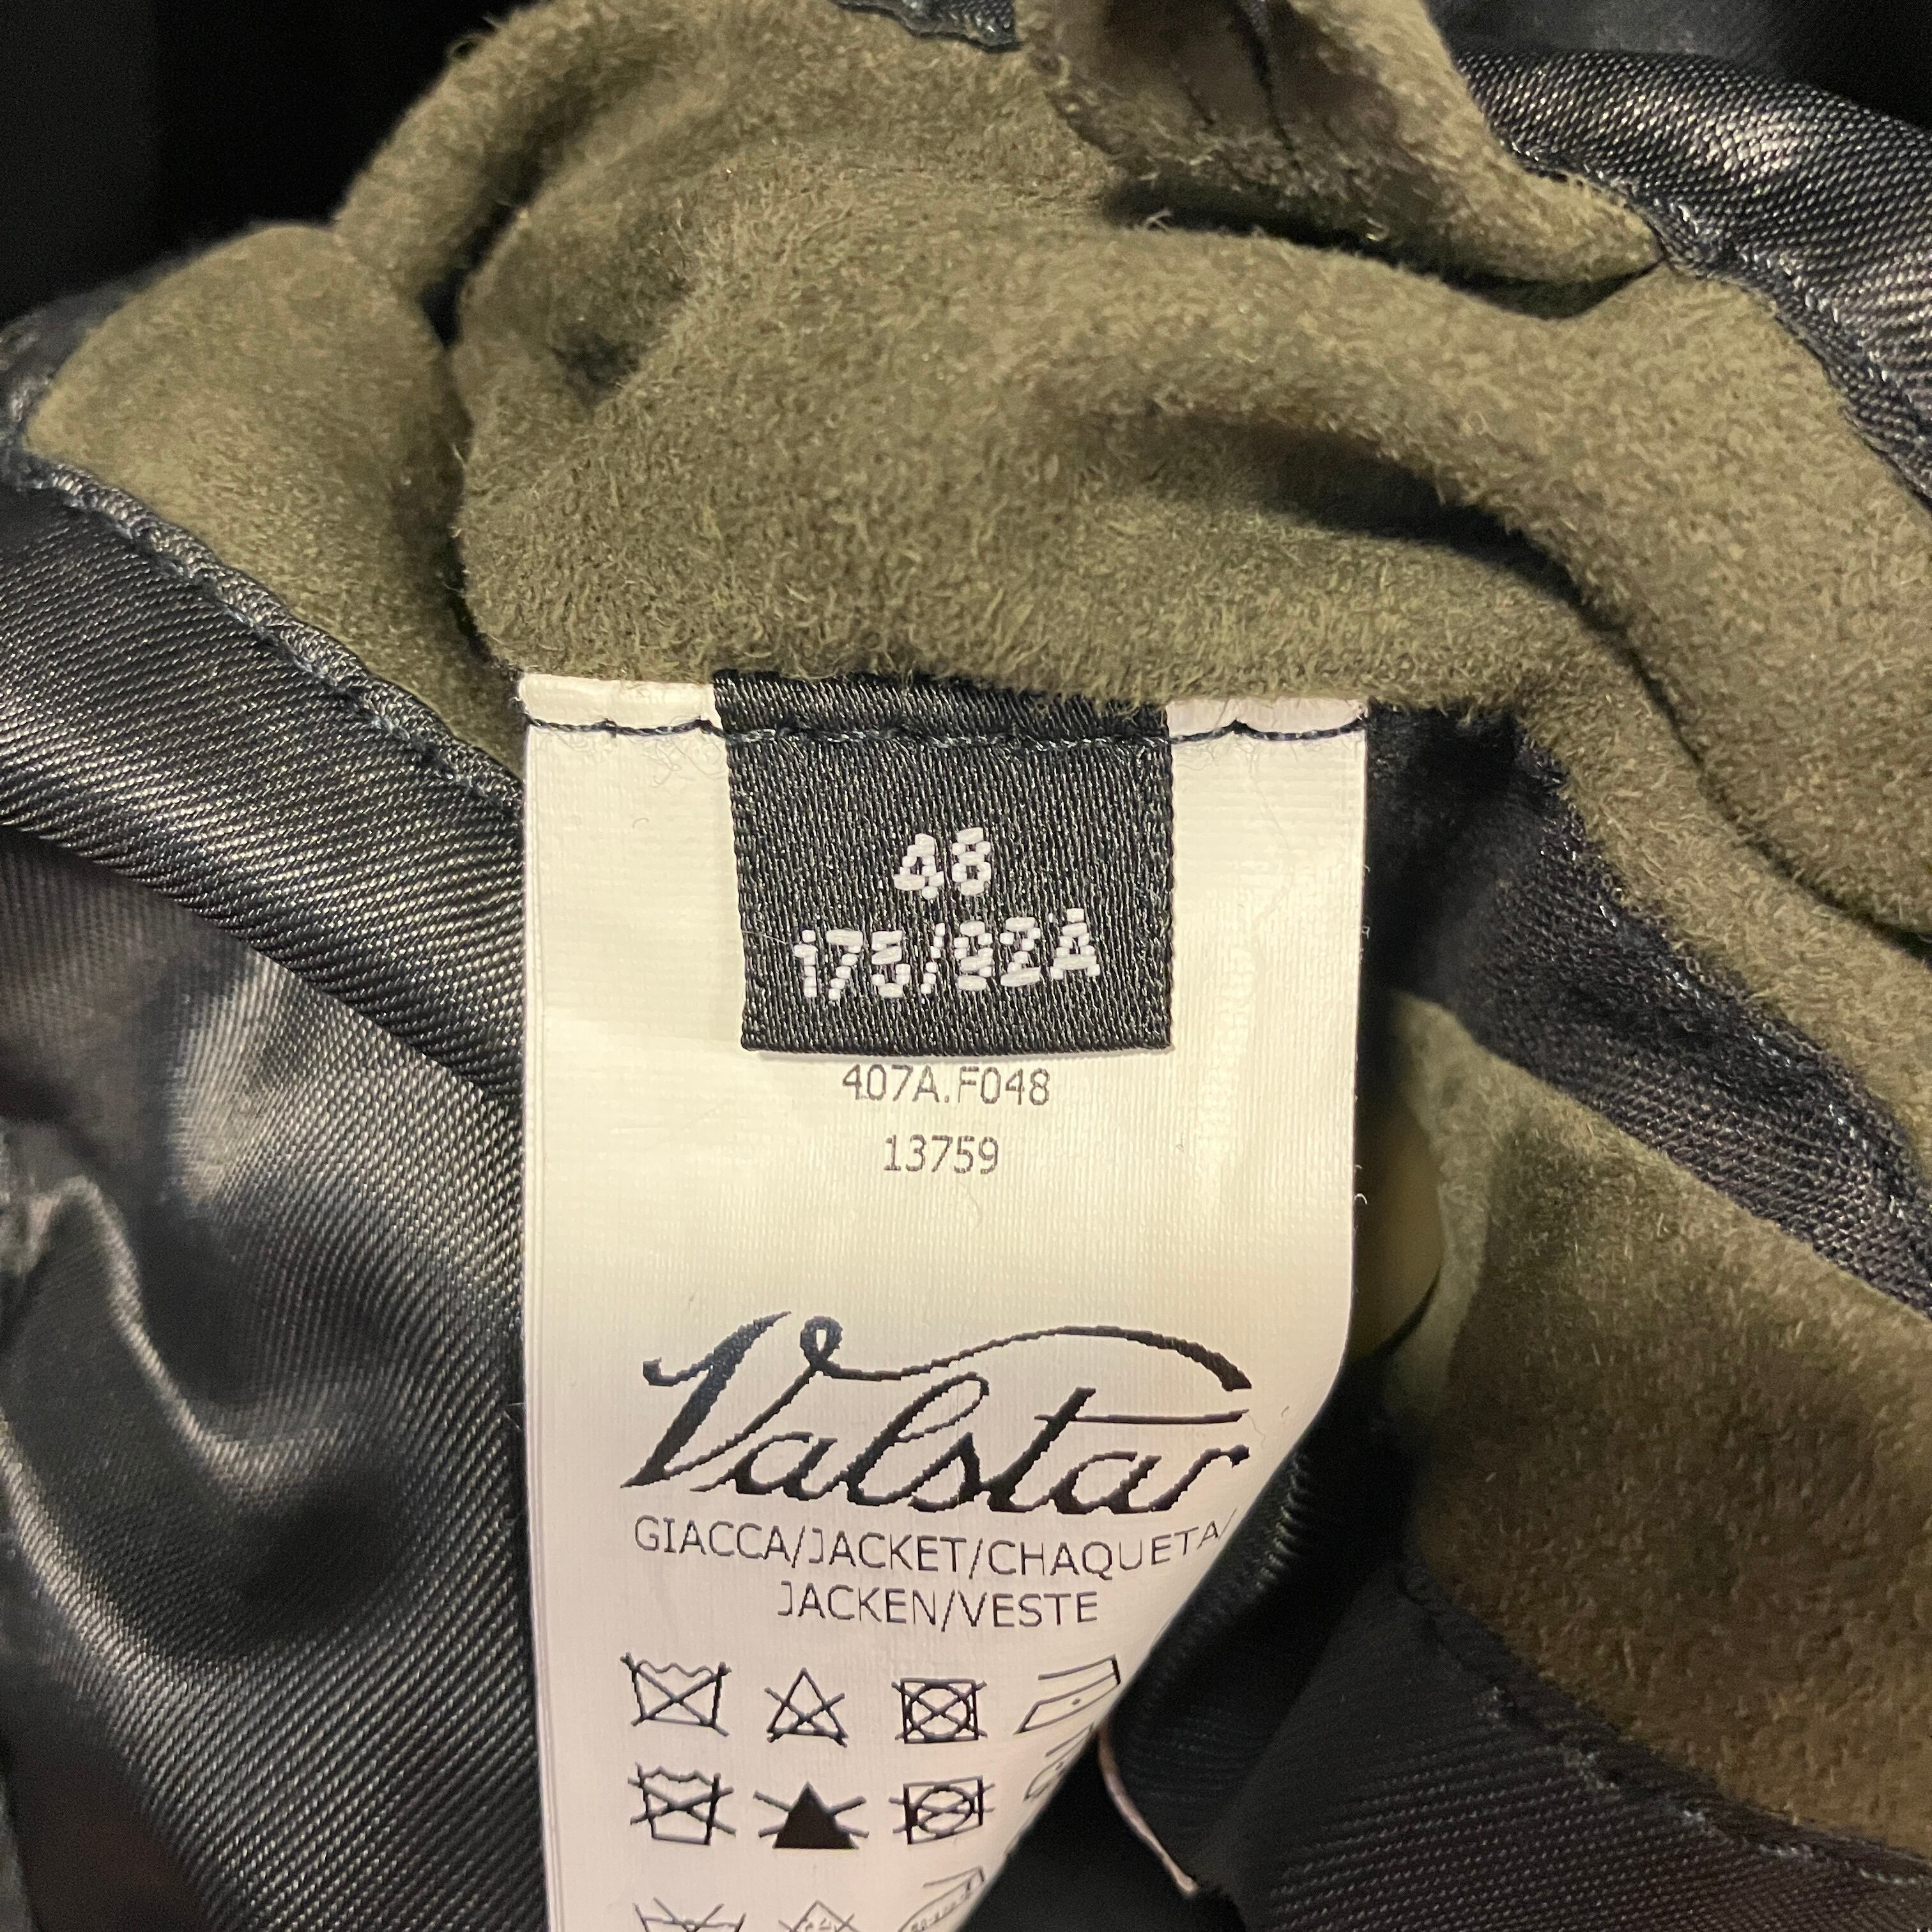 48
175/92A
407A.F048
13759
Valstar
GIACCA/JACKET/CHAQUETA/
JACKEN/VESTE